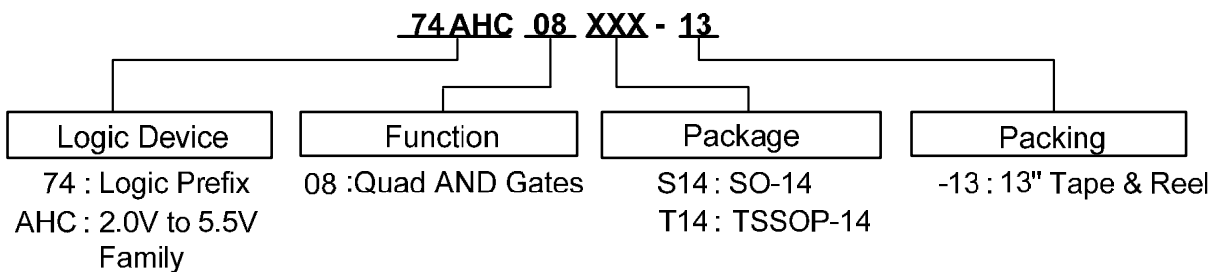 74 AHC 08 XXX - 13
Logic Device
74 : Logic Prefix
AHC : 2.0V to 5.5V
Family
Function
08 :Quad AND Gates
Package
S14 : SO-14
T14 : TSSOP-14
Packing
-13 : 13" Tape & Reel